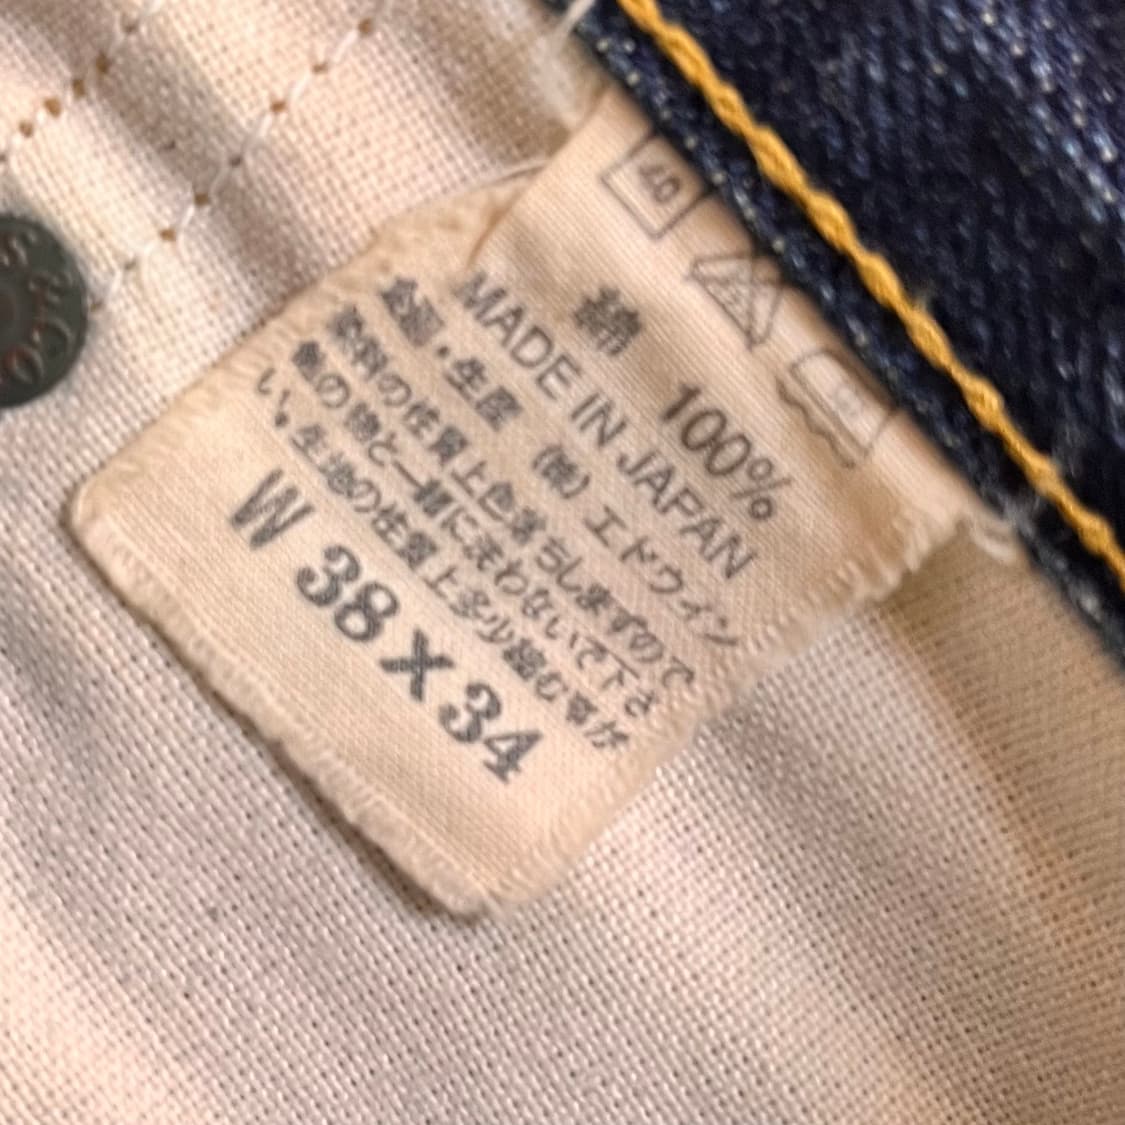 40
綿 100%
MADE IN JAPAN
企画・生産 (株) エドウイン
染料の性質上色落ちしますので
他の物と一緒に洗わないで下さ
い。生地の性質上多少縮む事が
W 38 X 34